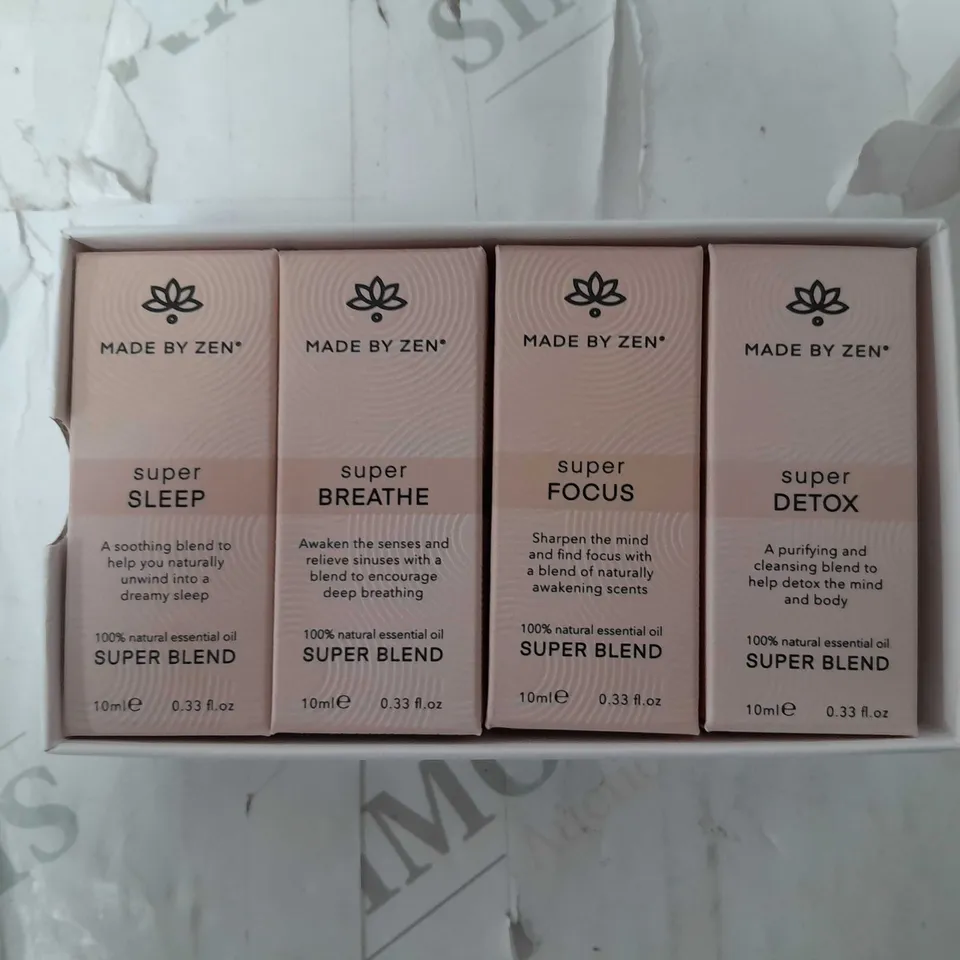 MADE BY ZEN®
super
SLEEP
A soothing blend to
help you naturally
unwind into a
dreamy sleep
100% natural essential oil
SUPER BLEND
10ml℮ 0.33 fl.oz
MADE BY ZEN®
super
BREATHE
Awaken the senses and
relieve sinuses with a
blend to encourage
deep breathing
100% natural essential oil
SUPER BLEND
10ml℮ 0.33 fl.oz
MADE BY ZEN®
super
FOCUS
Sharpen the mind
and find focus with
a blend of naturally
awakening scents
100% natural essential oil
SUPER BLEND
10ml℮ 0.33 fl.oz
MADE BY ZEN®
super
DETOX
A purifying and
cleansing blend to
help detox the mind
and body
100% natural essential oil
SUPER BLEND
10ml℮ 0.33 fl.oz